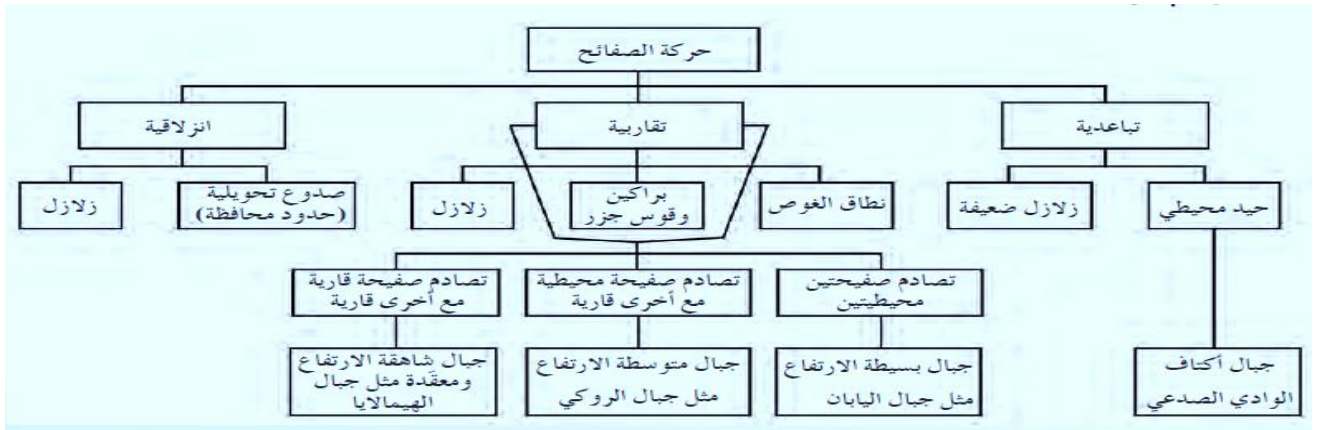 حركة الصفائح
تباعدية
تقاربية
انزلاقية
حيد محيطي
زلازل ضعيفة
نطاق الغوص
براكين
وقوس جزر
زلازل
صدوع تحويلية
(حدود محافظة)
زلازل
تصادم صفيحتين
محيطيتين
تصادم صفيحة محيطية
مع أخرى قارية
تصادم صفيحة قارية
مع أخرى قارية
جبال أكتاف
الوادي الصدعي
جبال بسيطة الارتفاع
مثل جبال اليابان
جبال متوسطة الارتفاع
مثل جبال الروكي
جبال شاهقة الارتفاع
ومعقدة مثل جبال
الهيمالايا